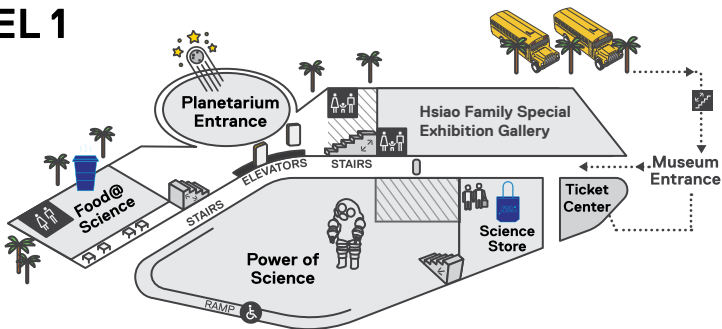 EL 1
Planetarium
Entrance
Hsiao Family Special
Exhibition Gallery
ELEVATORS
STAIRS
Museum
Entrance
Food@
Science
STAIRS
Ticket
Center
Science
Store
Power of
Science
RAMP